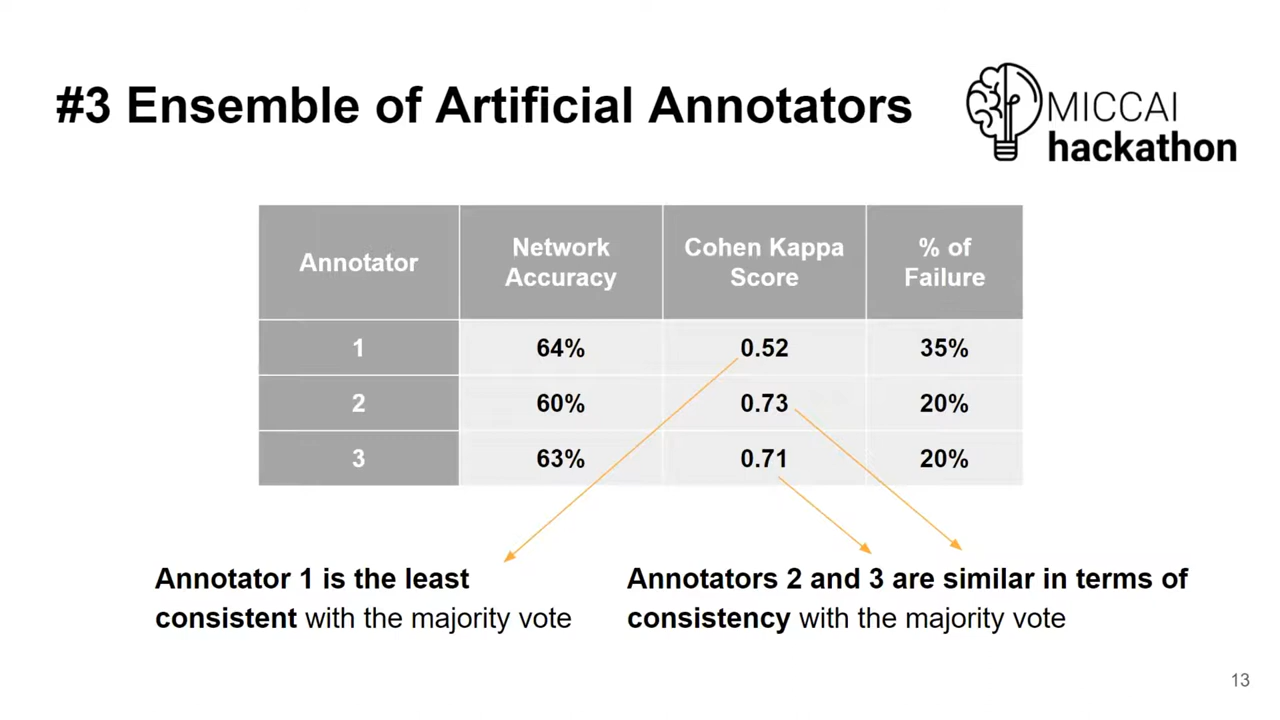 #3 Ensemble of Artificial Annotators
MICCAI
hackathon
Annotator
Network
Accuracy
Cohen Kappa
Score
% of
Failure
1 64% 0.52 35%
2 60% 0.73 20%
3 63% 0.71 20%
Annotator 1 is the least
consistent with the majority vote
Annotators 2 and 3 are similar in terms of
consistency with the majority vote
13